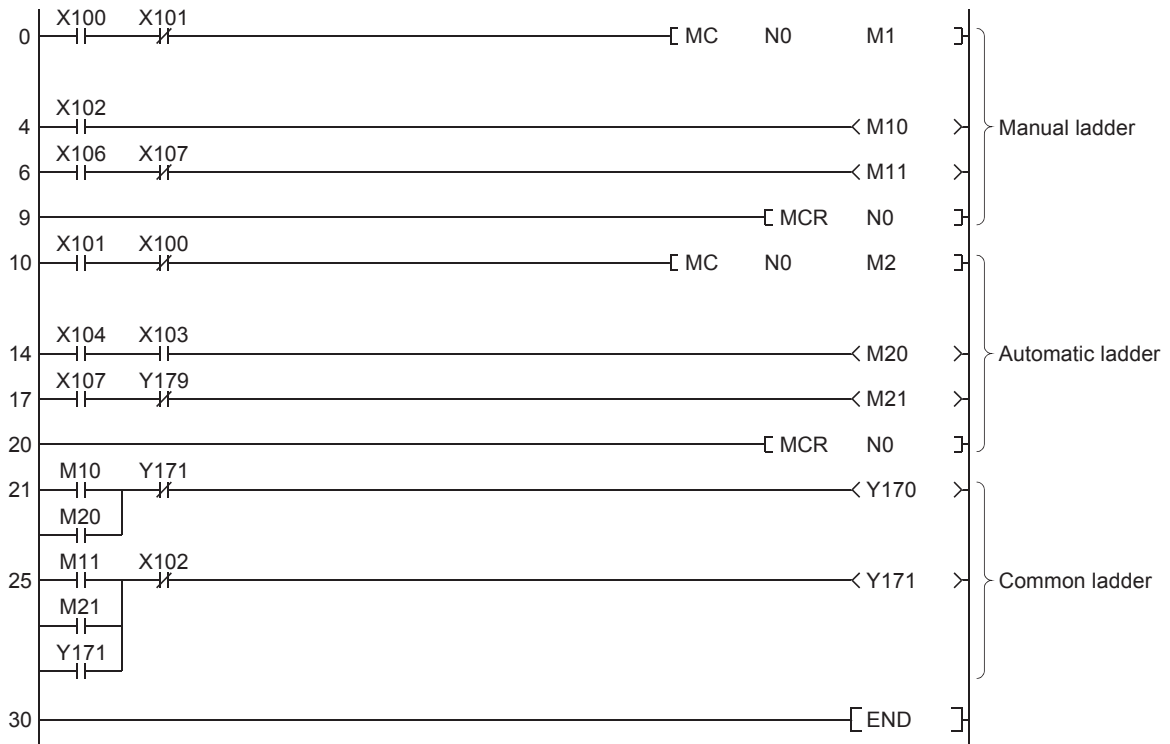 X100 X101
0 MC N0 M1
X102
4 M10
Manual ladder
X106 X107
6 M11
9 MCR N0
X101 X100
10 MC N0 M2
X104 X103
14 M20
Automatic ladder
X107 Y179
17 M21
20 MCR N0
M10 Y171
21 Y170
M20
M11 X102
25 Y171
Common ladder
M21
Y171
30 END